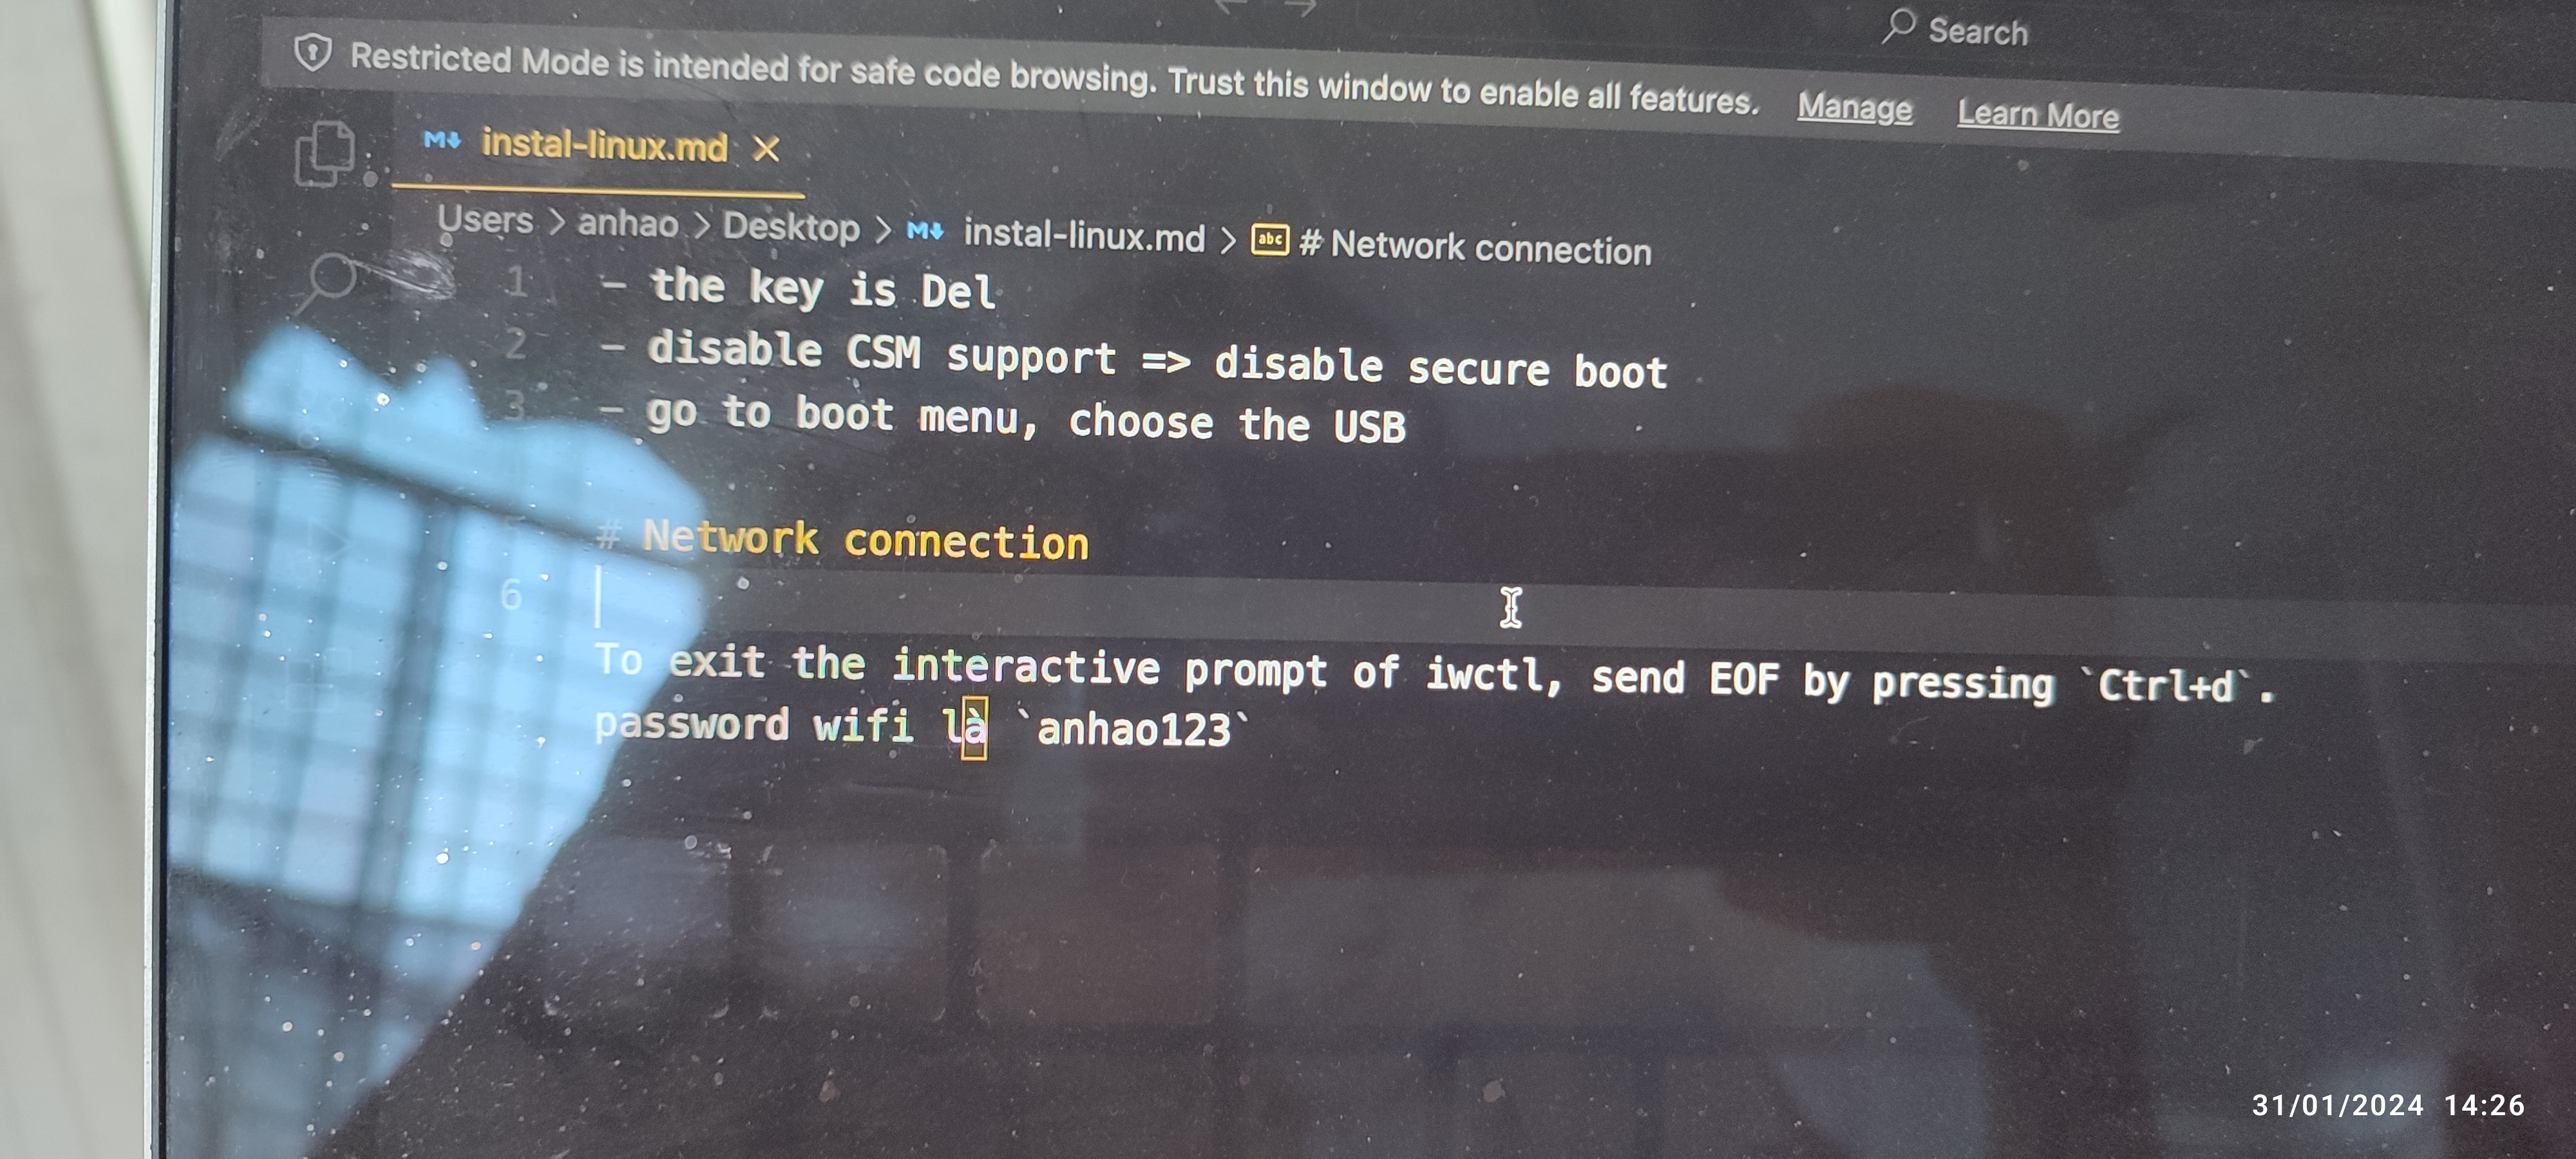 Search
Restricted Mode is intended for safe code browsing. Trust this window to enable all features. Manage Learn More
instal-linux.md
Users > anhao > Desktop > instal-linux.md > abc # Network connection
1 - the key is Del
2 - disable CSM support => disable secure boot
3 - go to boot menu, choose the USB
# Network connection
6
To exit the interactive prompt of iwctl, send EOF by pressing `Ctrl+d`.
password wifi là `anhao123`
31/01/2024 14:26